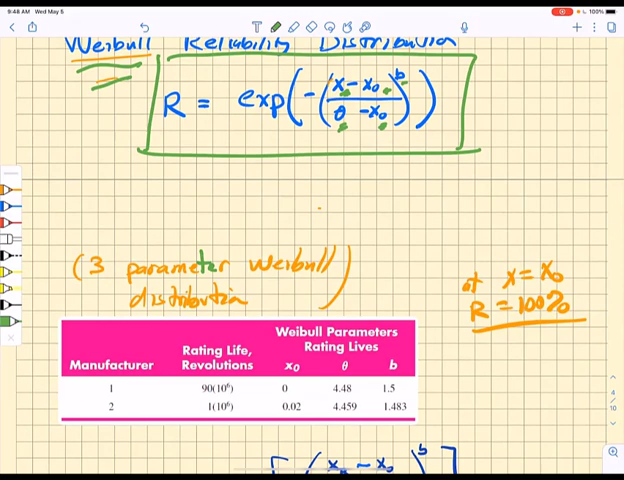 9:48 AM Wed May 5
Weibull Reliability Distribution
R = exp(-((x - x₀)/(θ - x₀))^b)
(3 parameter Weibull
distribution)
at x = x₀
R = 100%
Weibull Parameters
Rating Life, Rating Lives
Manufacturer Revolutions x₀ θ b
1 90(10⁶) 0 4.48 1.5
2 1(10⁶) 0.02 4.459 1.483
4
/
10